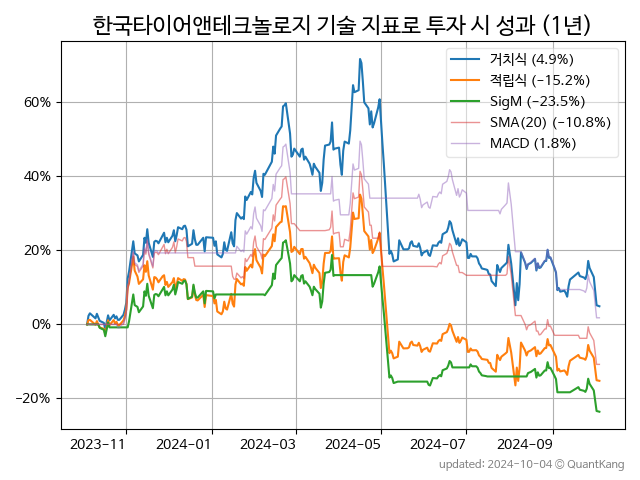 한국타이어앤테크놀로지 기술 지표로 투자 시 성과 (1년)
거치식 (4.9%)
적립식 (−15.2%)
SigM (−23.5%)
SMA(20) (−10.8%)
MACD (1.8%)
60%
40%
20%
0%
−20%
2023-11 2024-01 2024-03 2024-05 2024-07 2024-09
updated: 2024-10-04 © QuantKang